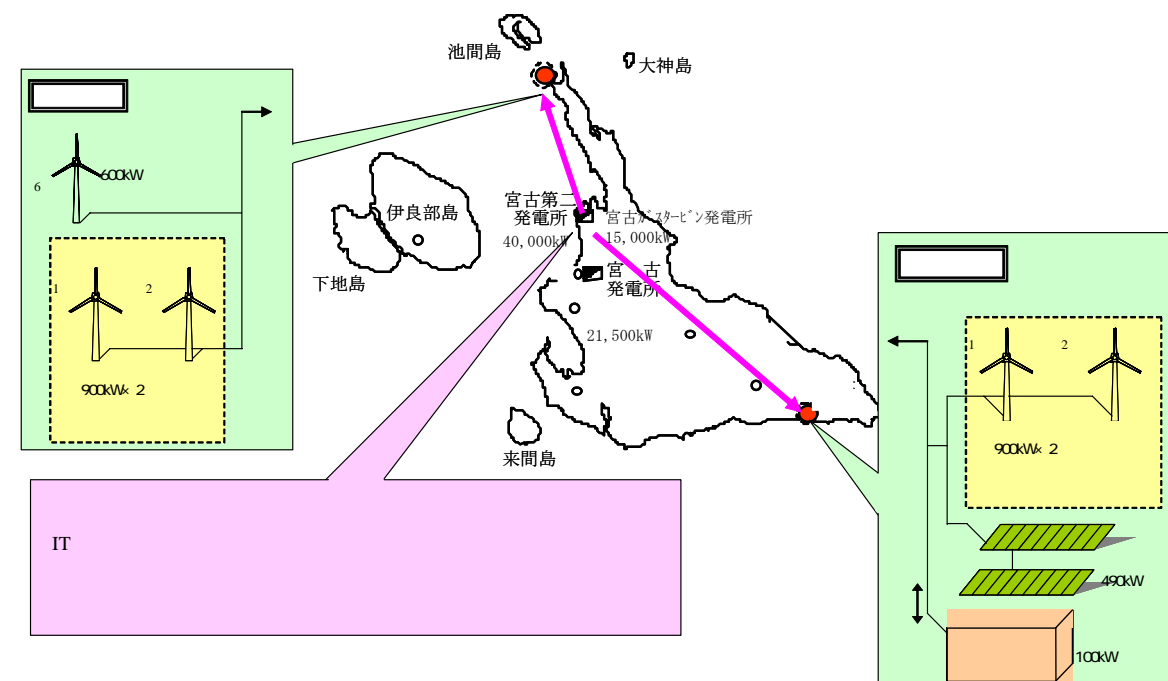 池間島
大神島
600kW
6
宮古第二
発電所
40,000kW
宮古ガスタービン発電所
15,000kW
伊良部島
下地島
宮 古
発電所
21,500kW
1
2
900kW× 2
来間島
1
2
900kW× 2
IT
490kW
100kW